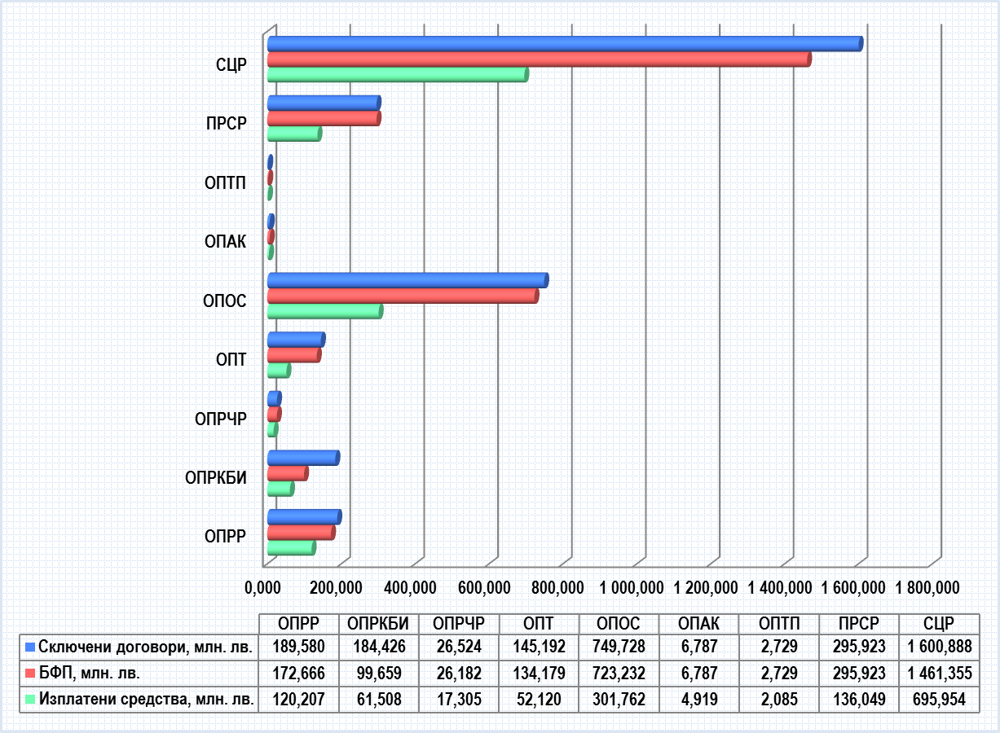 СЦР
ПРСР
ОПТП
ОПАК
ОПОС
ОПТ
ОПРЧР
ОПРКБИ
ОПРР
0,000 200,000 400,000 600,000 800,000 1 000,000 1 200,000 1 400,000 1 600,000 1 800,000
ОПРР ОПРКБИ ОПРЧР ОПТ ОПОС ОПАК ОПТП ПРСР СЦР
Сключени договори, млн. лв. 189,580 184,426 26,524 145,192 749,728 6,787 2,729 295,923 1 600,888
БФП, млн. лв. 172,666 99,659 26,182 134,179 723,232 6,787 2,729 295,923 1 461,355
Изплатени средства, млн. лв. 120,207 61,508 17,305 52,120 301,762 4,919 2,085 136,049 695,954